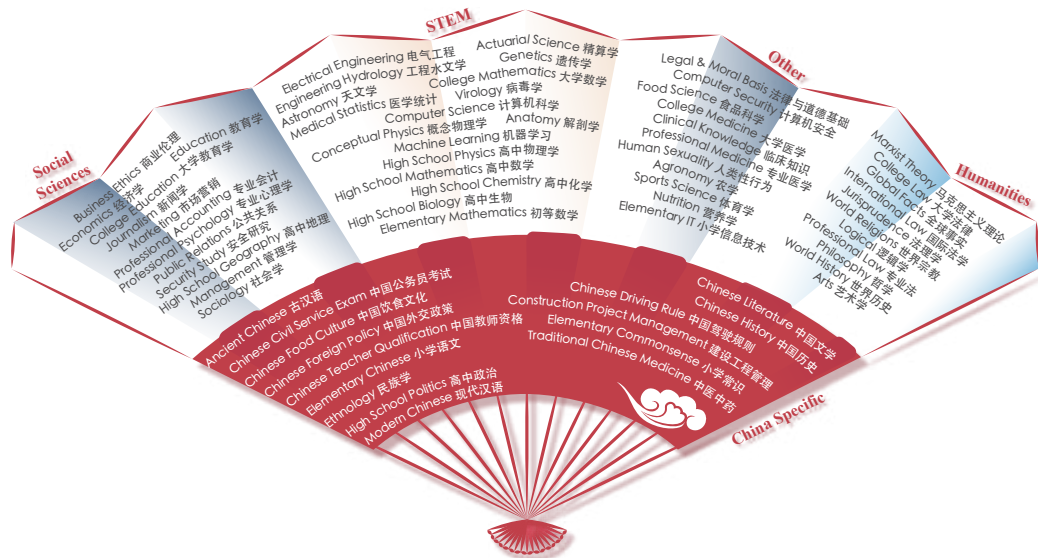 Social
Sciences
Business Ethics 商业伦理
Education 教育学
Economics 经济学
College Education 大学教育学
Journalism 新闻学
Marketing 市场营销
Professional Accounting 专业会计
Professional Psychology 专业心理学
Public Relations 公共关系
Security Study 安全研究
High School Geography 高中地理
Management 管理学
Sociology 社会学
STEM
Electrical Engineering 电气工程
Actuarial Science 精算学
Engineering Hydrology 工程水文学
Genetics 遗传学
Astronomy 天文学
College Mathematics 大学数学
Medical Statistics 医学统计
Virology 病毒学
Computer Science 计算机科学
Conceptual Physics 概念物理学
Anatomy 解剖学
Machine Learning 机器学习
High School Physics 高中物理学
High School Mathematics 高中数学
High School Chemistry 高中化学
High School Biology 高中生物
Elementary Mathematics 初等数学
Other
Legal & Moral Basis 法律与道德基础
Computer Security 计算机安全
Food Science 食品科学
College Medicine 大学医学
Clinical Knowledge 临床知识
Professional Medicine 专业医学
Human Sexuality 人类性行为
Agronomy 农学
Sports Science 体育学
Nutrition 营养学
Elementary IT 小学信息技术
Humanities
Marxist Theory 马克思主义理论
College Law 大学法律
Global Facts 全球事实
International Law 国际法学
Jurisprudence 法理学
World Religions 世界宗教
Logical 逻辑学
Professional Law 专业法
Philosophy 哲学
World History 世界历史
Arts 艺术学
China Specific
Ancient Chinese 古汉语
Chinese Civil Service Exam 中国公务员考试
Chinese Food Culture 中国饮食文化
Chinese Foreign Policy 中国外交政策
Chinese Teacher Qualification 中国教师资格
Elementary Chinese 小学语文
Ethnology 民族学
High School Politics 高中政治
Modern Chinese 现代汉语
Chinese Literature 中国文学
Chinese History 中国历史
Chinese Driving Rule 中国驾驶规则
Construction Project Management 建设工程管理
Elementary Commonsense 小学常识
Traditional Chinese Medicine 中医中药